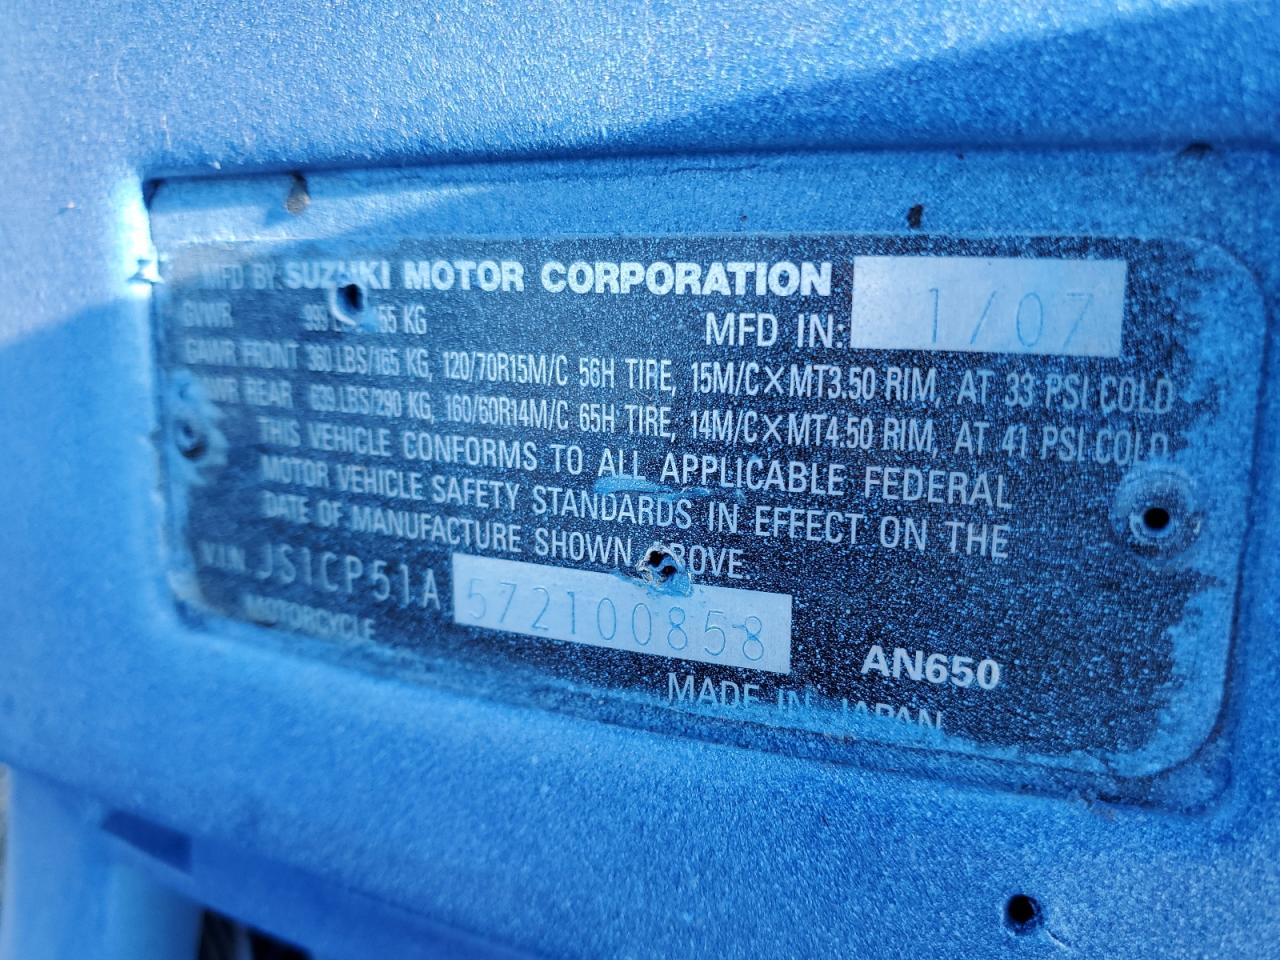 MFD BY: SUZUKI MOTOR CORPORATION
GVWR 55 KG
MFD IN: 1/07
GAWR FRONT 360 LBS/165 KG, 120/70R15M/C 56H TIRE, 15M/C×MT3.50 RIM, AT 33 PSI COLD
GAWR REAR 639 LBS/290 KG, 160/60R14M/C 65H TIRE, 14M/C×MT4.50 RIM, AT 41 PSI COLD
THIS VEHICLE CONFORMS TO ALL APPLICABLE FEDERAL
MOTOR VEHICLE SAFETY STANDARDS IN EFFECT ON THE
DATE OF MANUFACTURE SHOWN ABOVE.
VIN JS1CP51A 572100858
MOTORCYCLE AN650
MADE IN JAPAN